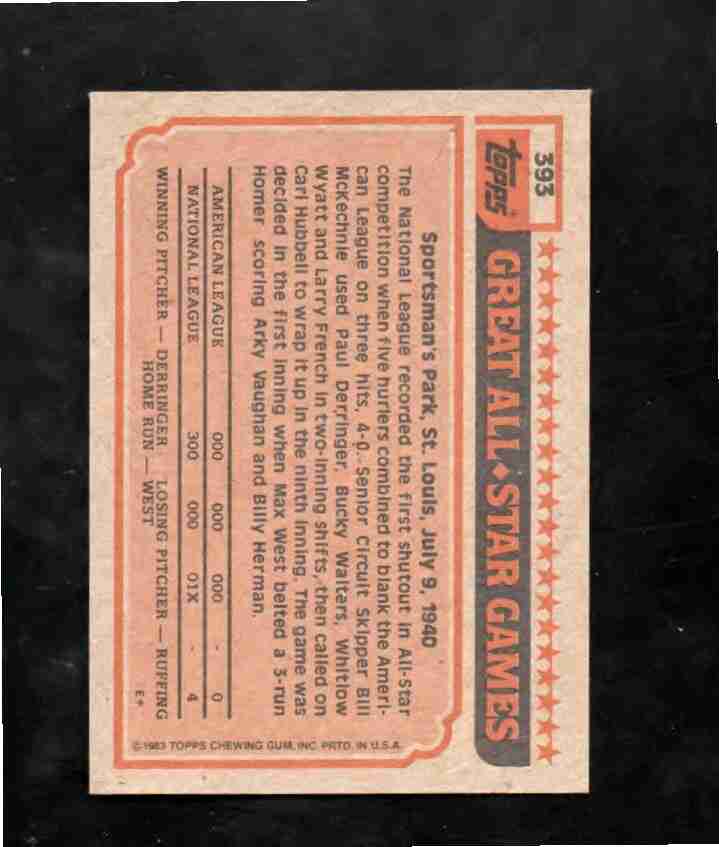 393
topps
GREAT ALL★STAR GAMES
Sportsman's Park, St. Louis, July 9, 1940
The National League recorded the first shutout in All-Star
competition when five hurlers combined to blank the Ameri-
can League on three hits, 4-0. Senior Circuit Skipper Bill
McKechnie used Paul Derringer, Bucky Walters, Whitlow
Wyatt and Larry French in two-inning shifts, then called on
Carl Hubbell to wrap it up in the ninth inning. The game was
decided in the first inning when Max West belted a 3-run
Homer scoring Arky Vaughan and Billy Herman.
AMERICAN LEAGUE 000 000 000 - 0
NATIONAL LEAGUE 300 000 01X - 4
WINNING PITCHER — DERRINGER LOSING PITCHER — RUFFING
HOME RUN — WEST
E*
©1983 TOPPS CHEWING GUM, INC. PRTD. IN U.S.A.